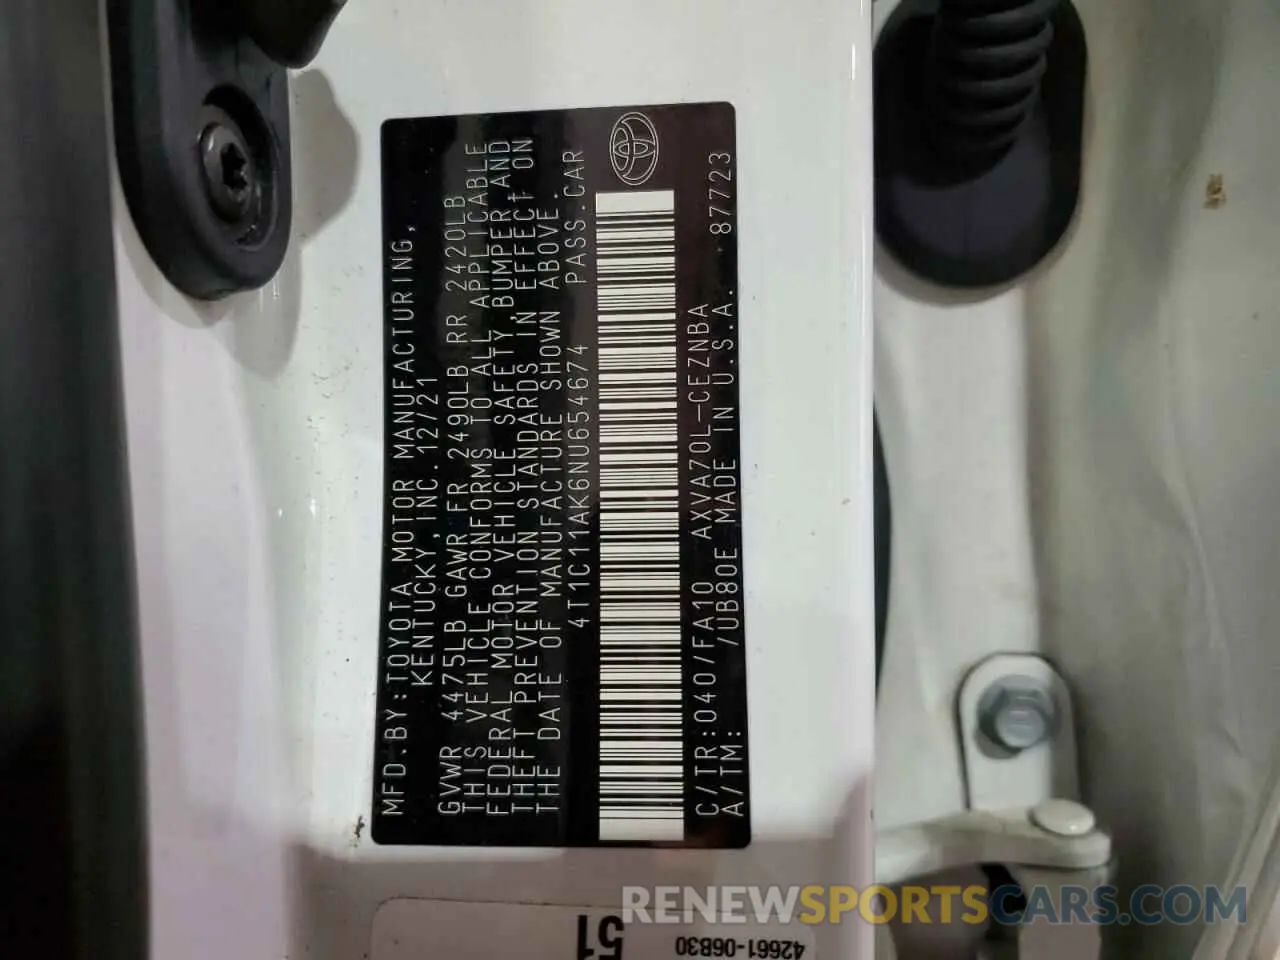 MFD.BY:TOYOTA MOTOR MANUFACTURING,
KENTUCKY,INC.12/21
GVWR 4475LB GAWR FR 2490LB RR 2420LB
THIS VEHICLE CONFORMS TO ALL APPLICABLE
FEDERAL MOTOR VEHICLE SAFETY,BUMPER,AND
THEFT PREVENTION STANDARDS IN EFFECT ON
THE DATE OF MANUFACTURE SHOWN ABOVE.
4T1C11AK6NU654674 PASS.CAR
C/TR:040/FA10 AXVA70L-CEZNBA
A/TM: /UB80E MADE IN U.S.A. 87723
51
42661-06B30
RENEWSPORTSCARS.COM